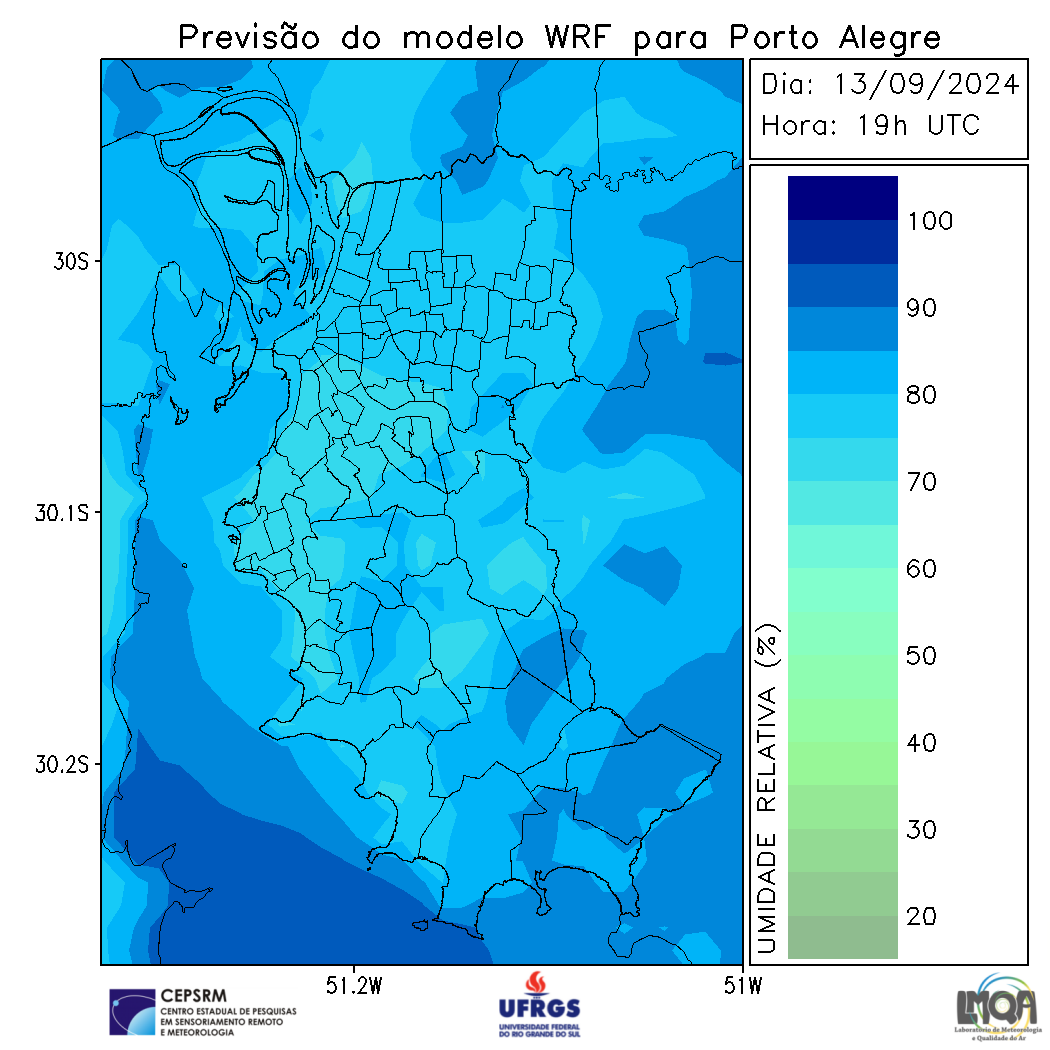 Previsão do modelo WRF para Porto Alegre
Dia: 13/09/2024
Hora: 19h UTC
30S
30.1S
30.2S
51.2W
51W
100
90
80
70
60
50
40
30
20
UMIDADE RELATIVA (%)
CEPSRM
CENTRO ESTADUAL DE PESQUISAS
EM SENSORIAMENTO REMOTO
E METEOROLOGIA
UFRGS
UNIVERSIDADE FEDERAL
DO RIO GRANDE DO SUL
LMQA
Laboratório de Meteorologia
e Qualidade do Ar